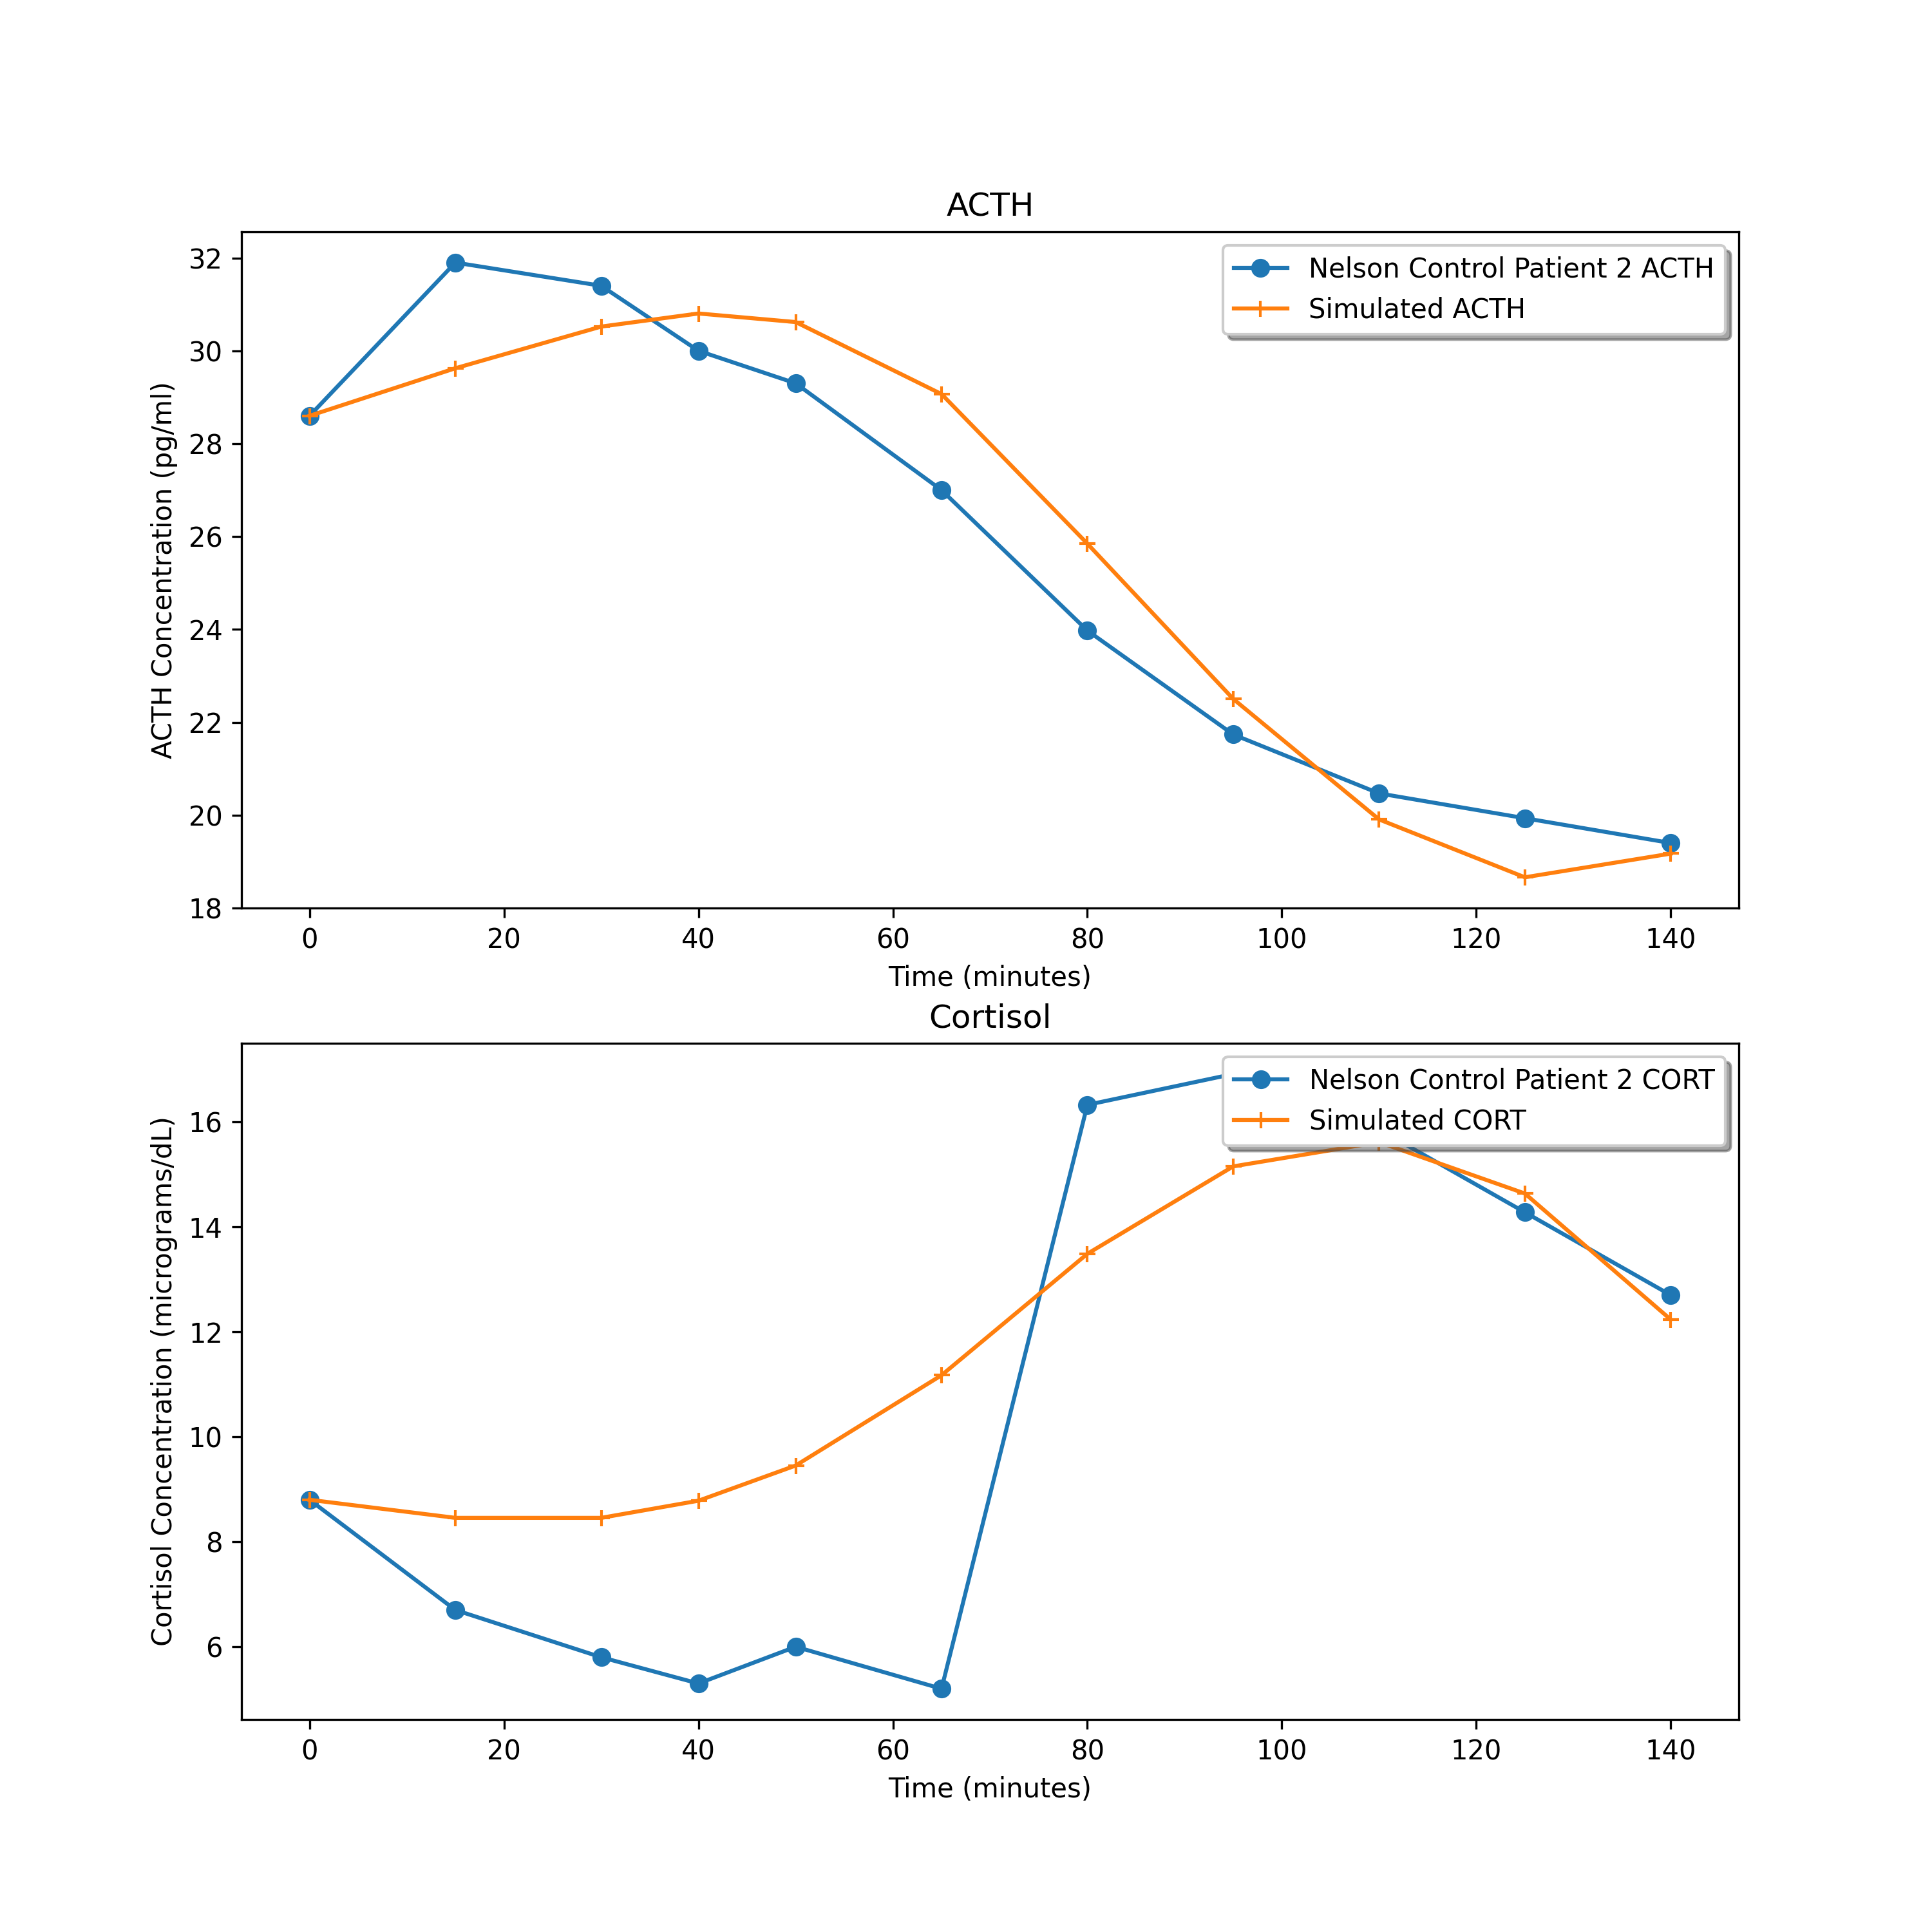 ACTH
32
30
28
26
24
22
20
18
ACTH Concentration (pg/ml)
Nelson Control Patient 2 ACTH
Simulated ACTH
0 20 40 60 80 100 120 140
Time (minutes)
Cortisol
16
14
12
10
8
6
Cortisol Concentration (micrograms/dL)
Nelson Control Patient 2 CORT
Simulated CORT
0 20 40 60 80 100 120 140
Time (minutes)